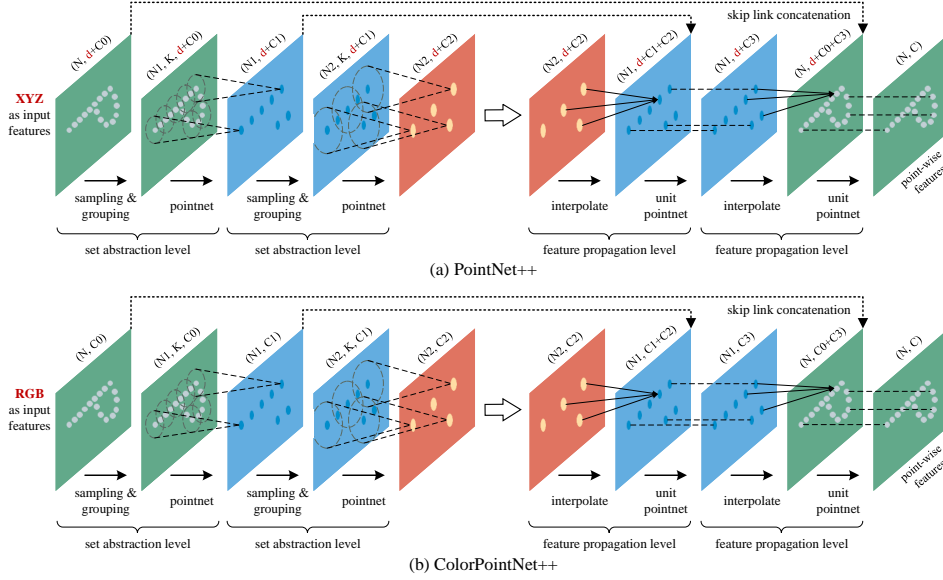 skip link concatenation
(N, d+C0)
(N1, K, d+C0)
(N1, d+C1)
(N2, K, d+C1)
(N2, d+C2)
(N2, d+C2)
(N1, d+C1+C2)
(N1, d+C3)
(N, d+C0+C3)
(N, C)
XYZ
as input
features
point-wise
features
sampling &
grouping
pointnet
sampling &
grouping
pointnet
interpolate
unit
pointnet
interpolate
unit
pointnet
set abstraction level
set abstraction level
feature propagation level
feature propagation level
(a) PointNet++
skip link concatenation
(N, C0)
(N1, K, C0)
(N1, C1)
(N2, K, C1)
(N2, C2)
(N2, C2)
(N1, C1+C2)
(N1, C3)
(N, C0+C3)
(N, C)
RGB
as input
features
point-wise
features
sampling &
grouping
pointnet
sampling &
grouping
pointnet
interpolate
unit
pointnet
interpolate
unit
pointnet
set abstraction level
set abstraction level
feature propagation level
feature propagation level
(b) ColorPointNet++